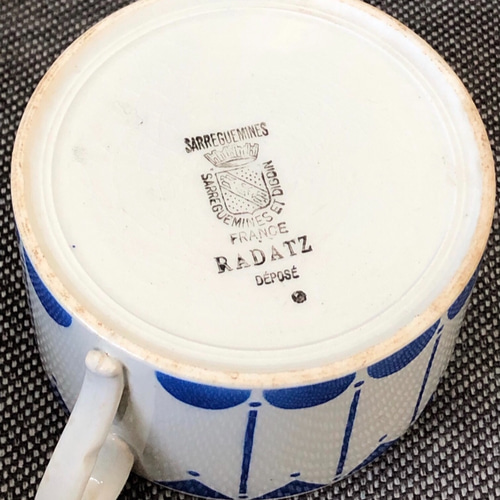 SARREGUEMINES
SARREGUEMINES ET DIGOIN
FRANCE
RADATZ
DÉPOSÉ